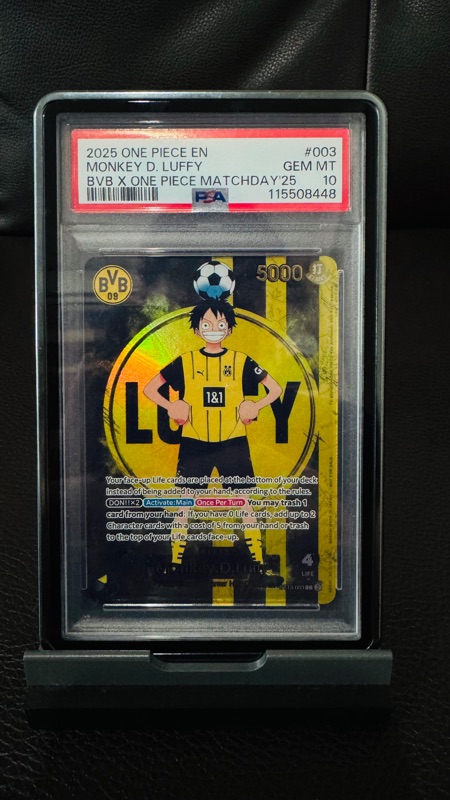 2025 ONE PIECE EN #003
MONKEY D. LUFFY GEM MT
BVB X ONE PIECE MATCHDAY'25 10
PSA 115508448
BVB
09
5000
LUFFY
1&1
Your face-up Life cards are placed at the bottom of your deck
instead of being added to your hand, according to the rules.
DON!!×2 Activate:Main Once Per Turn You may trash 1
card from your hand: If you have 0 Life cards, add up to 2
Character cards with a cost of 5 from your hand or trash
to the top of your Life cards face-up.
4
LIFE
Monkey.D.Luffy